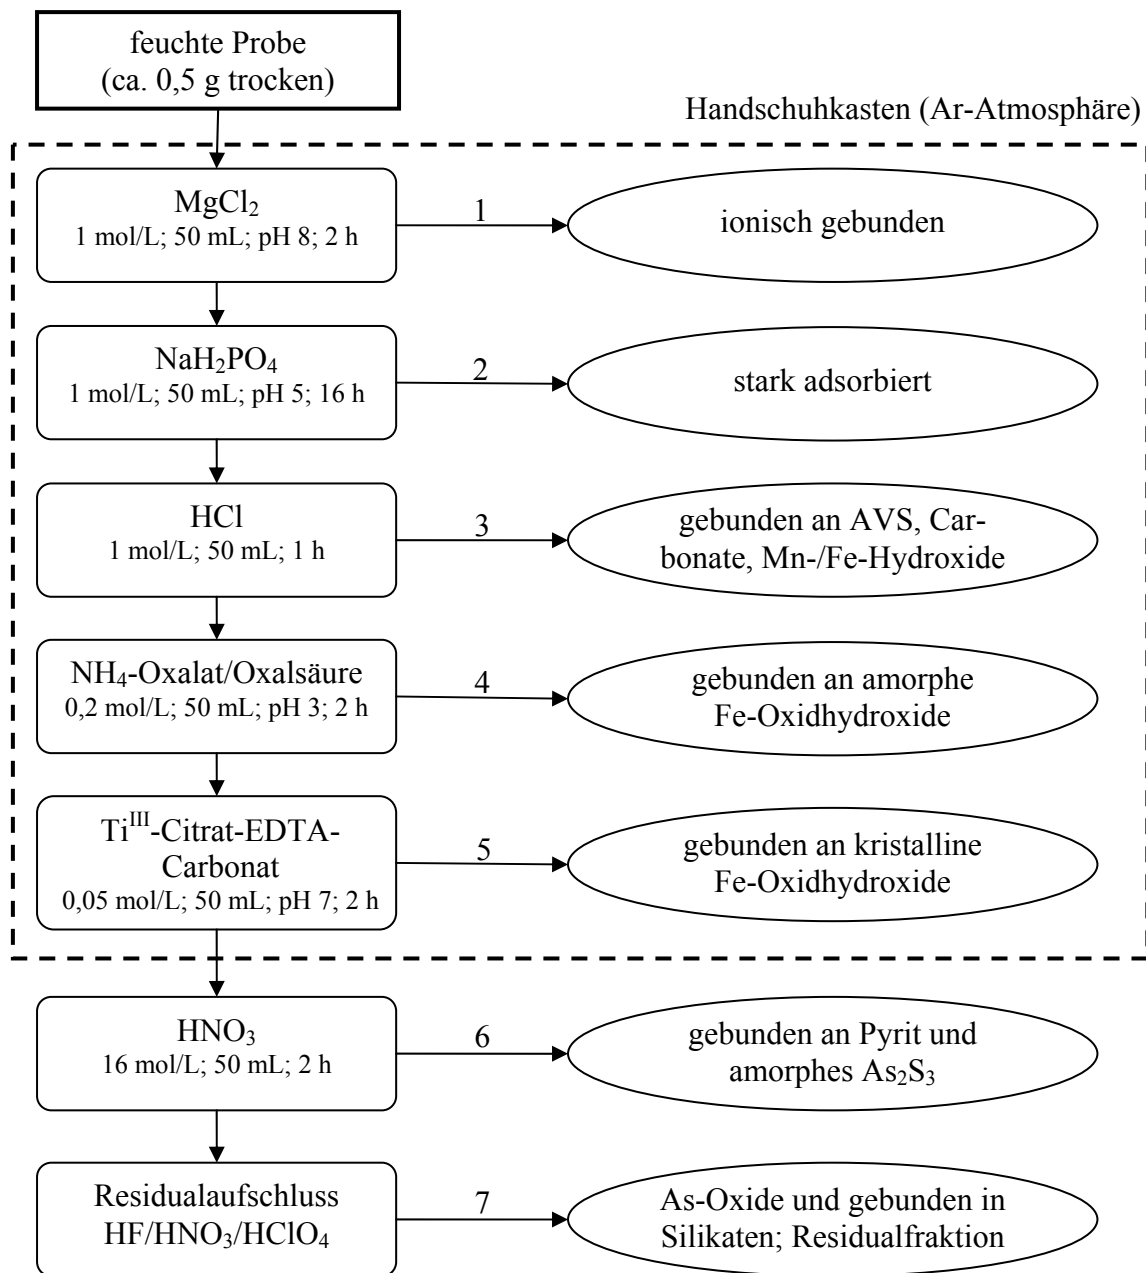 feuchte Probe
(ca. 0,5 g trocken)
Handschuhkasten (Ar-Atmosphäre)
MgCl₂
1 mol/L; 50 mL; pH 8; 2 h
1
ionisch gebunden
NaH₂PO₄
1 mol/L; 50 mL; pH 5; 16 h
2
stark adsorbiert
HCl
1 mol/L; 50 mL; 1 h
3
gebunden an AVS, Car-
bonate, Mn-/Fe-Hydroxide
NH₄-Oxalat/Oxalsäure
0,2 mol/L; 50 mL; pH 3; 2 h
4
gebunden an amorphe
Fe-Oxidhydroxide
Tiᴵᴵᴵ-Citrat-EDTA-
Carbonat
0,05 mol/L; 50 mL; pH 7; 2 h
5
gebunden an kristalline
Fe-Oxidhydroxide
HNO₃
16 mol/L; 50 mL; 2 h
6
gebunden an Pyrit und
amorphes As₂S₃
Residualaufschluss
HF/HNO₃/HClO₄
7
As-Oxide und gebunden in
Silikaten; Residualfraktion